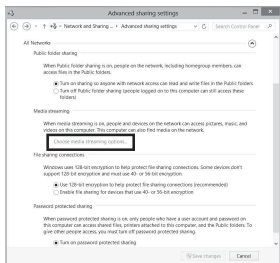 Advanced sharing settings
« Network and Sharing ... Advanced sharing settings
Search Control Panel
All Networks
Public folder sharing
When Public folder sharing is on, people on the network, including homegroup members, can
access files in the Public folders.
Turn on sharing so anyone with network access can read and write files in the Public folders
Turn off Public folder sharing (people logged on to this computer can still access these
folders)
Media streaming
When media streaming is on, people and devices on the network can access pictures, music, and
videos on this computer. This computer can also find media on the network.
Choose media streaming options...
File sharing connections
Windows uses 128-bit encryption to help protect file sharing connections. Some devices don't
support 128-bit encryption and must use 40- or 56-bit encryption.
Use 128-bit encryption to help protect file sharing connections (recommended)
Enable file sharing for devices that use 40- or 56-bit encryption
Password protected sharing
When password protected sharing is on, only people who have a user account and password on
this computer can access shared files, printers attached to this computer, and the Public folders. To
give other people access, you must turn off password protected sharing.
Turn on password protected sharing
Save changes
Cancel